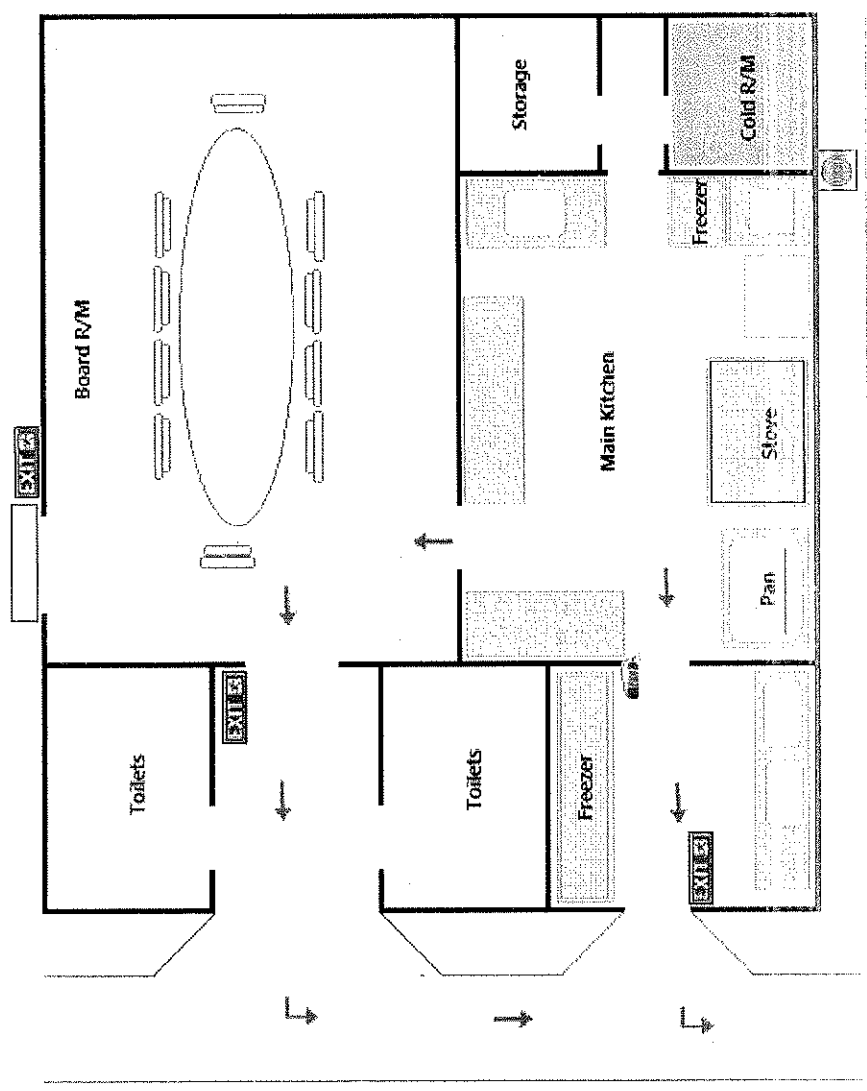 EXIT
Board R/M
Toilets
EXIT
Toilets
Storage
Freezer
Main Kitchen
EXIT
Freezer
Cold R/M
Pan
Stove